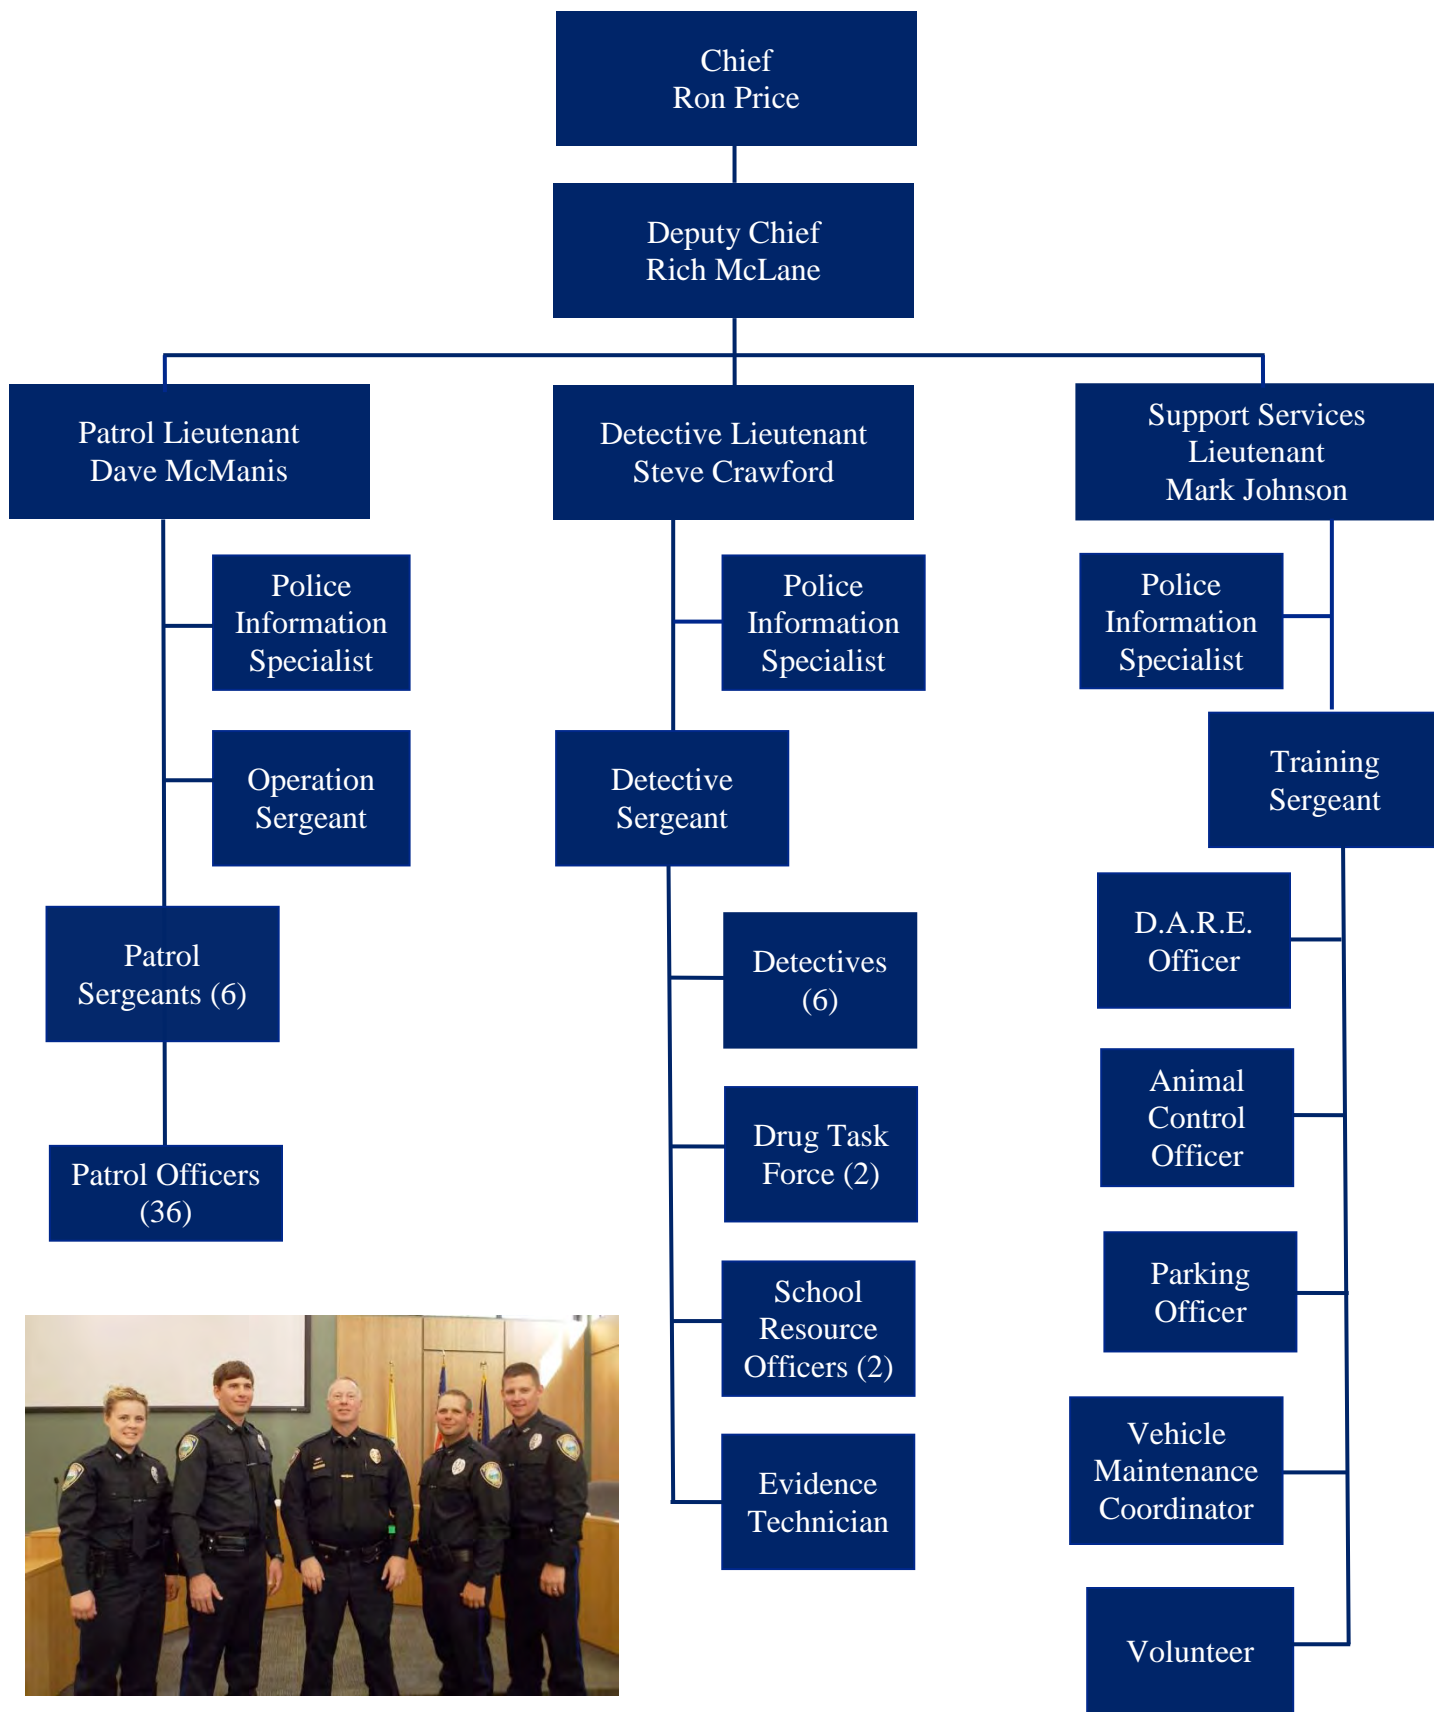 Chief
Ron Price
Deputy Chief
Rich McLane
Patrol Lieutenant
Dave McManis
Detective Lieutenant
Steve Crawford
Support Services
Lieutenant
Mark Johnson
Police
Information
Specialist
Police
Information
Specialist
Police
Information
Specialist
Operation
Sergeant
Detective
Sergeant
Training
Sergeant
Patrol
Sergeants (6)
Patrol Officers
(36)
Detectives
(6)
Drug Task
Force (2)
School
Resource
Officers (2)
Evidence
Technician
D.A.R.E.
Officer
Animal
Control
Officer
Parking
Officer
Vehicle
Maintenance
Coordinator
Volunteer